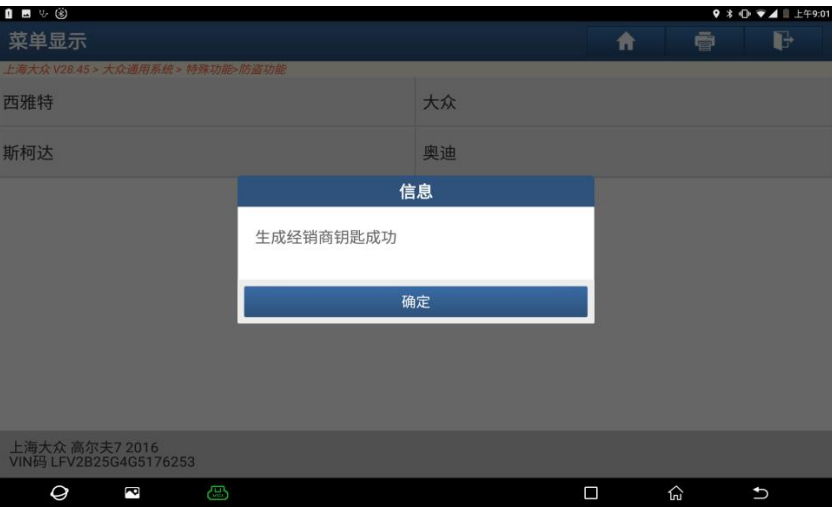 上午9:01
菜单显示
上海大众 V28.45 > 大众通用系统 > 特殊功能>防盗功能
西雅特
大众
斯柯达
奥迪
信息
生成经销商钥匙成功
确定
上海大众 高尔夫7 2016
VIN码 LFV2B25G4G5176253
VCI